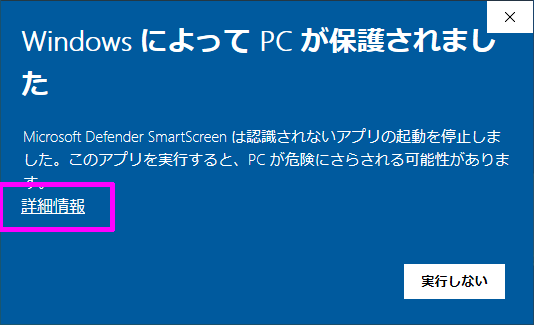 Windows によって PC が保護されまし
た
Microsoft Defender SmartScreen は認識されないアプリの起動を停止しま
した。このアプリを実行すると、PC が危険にさらされる可能性がありま
す。
詳細情報
実行しない